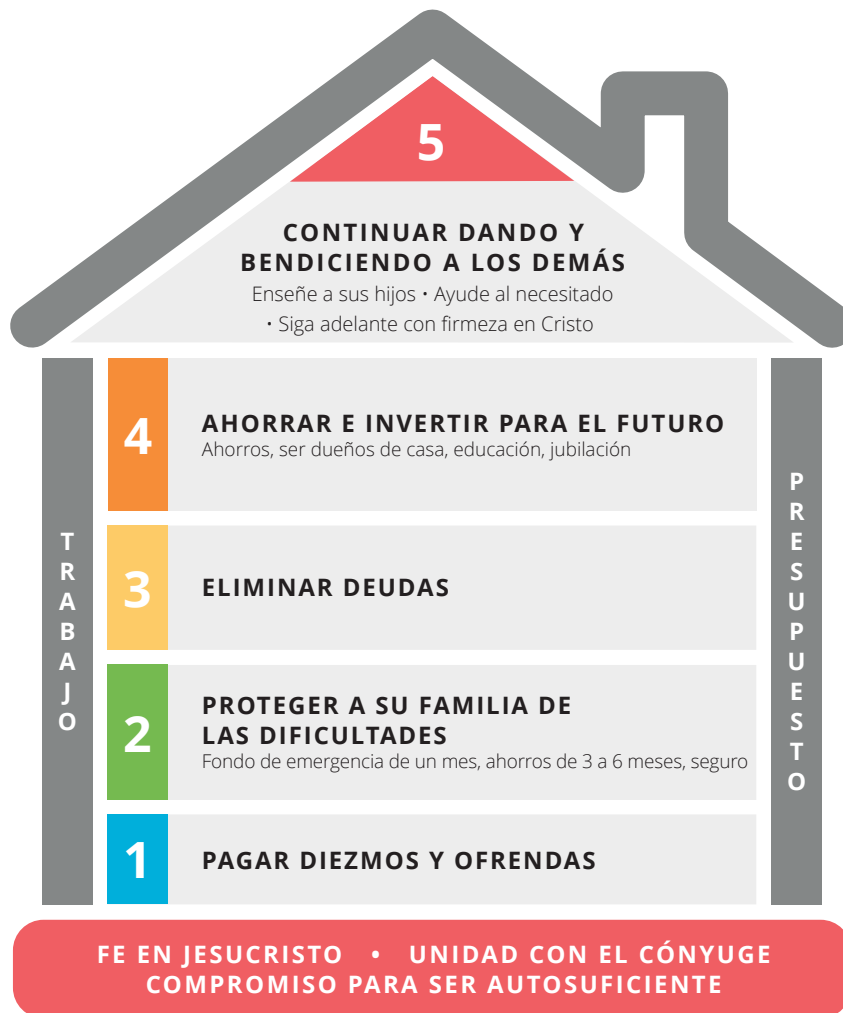 5
CONTINUAR DANDO Y
BENDICIENDO A LOS DEMÁS
Enseñe a sus hijos • Ayude al necesitado
• Siga adelante con firmeza en Cristo
4
AHORRAR E INVERTIR PARA EL FUTURO
Ahorros, ser dueños de casa, educación, jubilación
3
ELIMINAR DEUDAS
2
PROTEGER A SU FAMILIA DE
LAS DIFICULTADES
Fondo de emergencia de un mes, ahorros de 3 a 6 meses, seguro
1
PAGAR DIEZMOS Y OFRENDAS
TRABAJO
PRESUPUESTO
FE EN JESUCRISTO • UNIDAD CON EL CÓNYUGE
COMPROMISO PARA SER AUTOSUFICIENTE